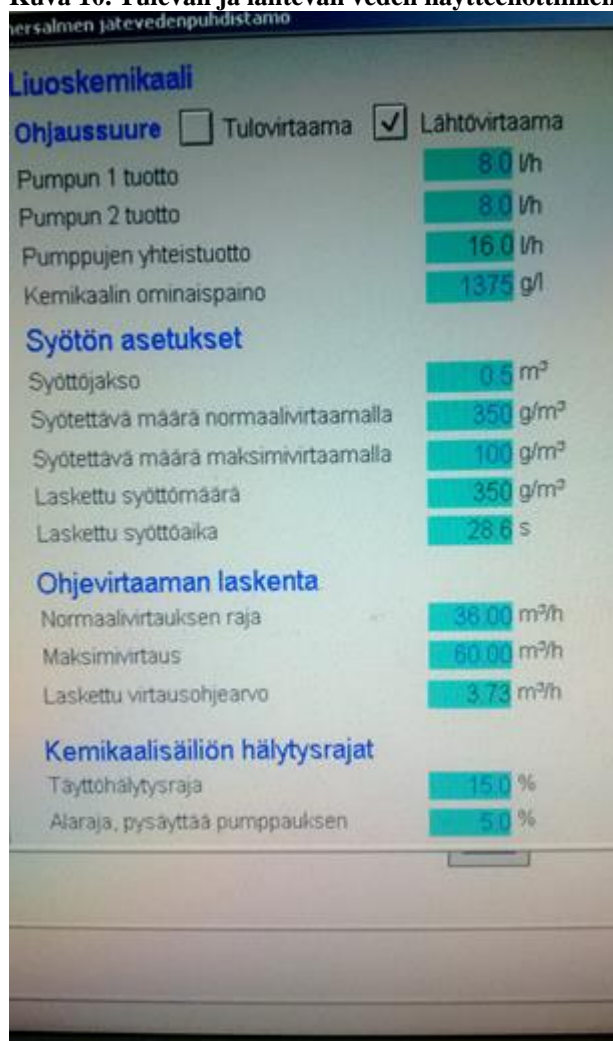 Kuva 10. Tulevan ja lähtevän veden näytteenottimien
jätevedenpuhdistamo
Liuoskemikaali
Ohjaussuure Tulovirtaama ✓ Lähtövirtaama
Pumpun 1 tuotto 8.0 l/h
Pumpun 2 tuotto 8.0 l/h
Pumppujen yhteistuotto 16.0 l/h
Kemikaalin ominaispaino 1375 g/l
Syötön asetukset
Syöttöjakso 0.5 m³
Syötettävä määrä normaalivirtaamalla 350 g/m³
Syötettävä määrä maksimivirtaamalla 100 g/m³
Laskettu syöttömäärä 350 g/m³
Laskettu syöttöaika 28.6 s
Ohjevirtaaman laskenta
Normaalivirtauksen raja 36.00 m³/h
Maksimivirtaus 60.00 m³/h
Laskettu virtausohjearvo 3.73 m³/h
Kemikaalisäiliön hälytysrajat
Täyttöhälytysraja 15.0 %
Alaraja, pysäyttää pumppauksen 5.0 %